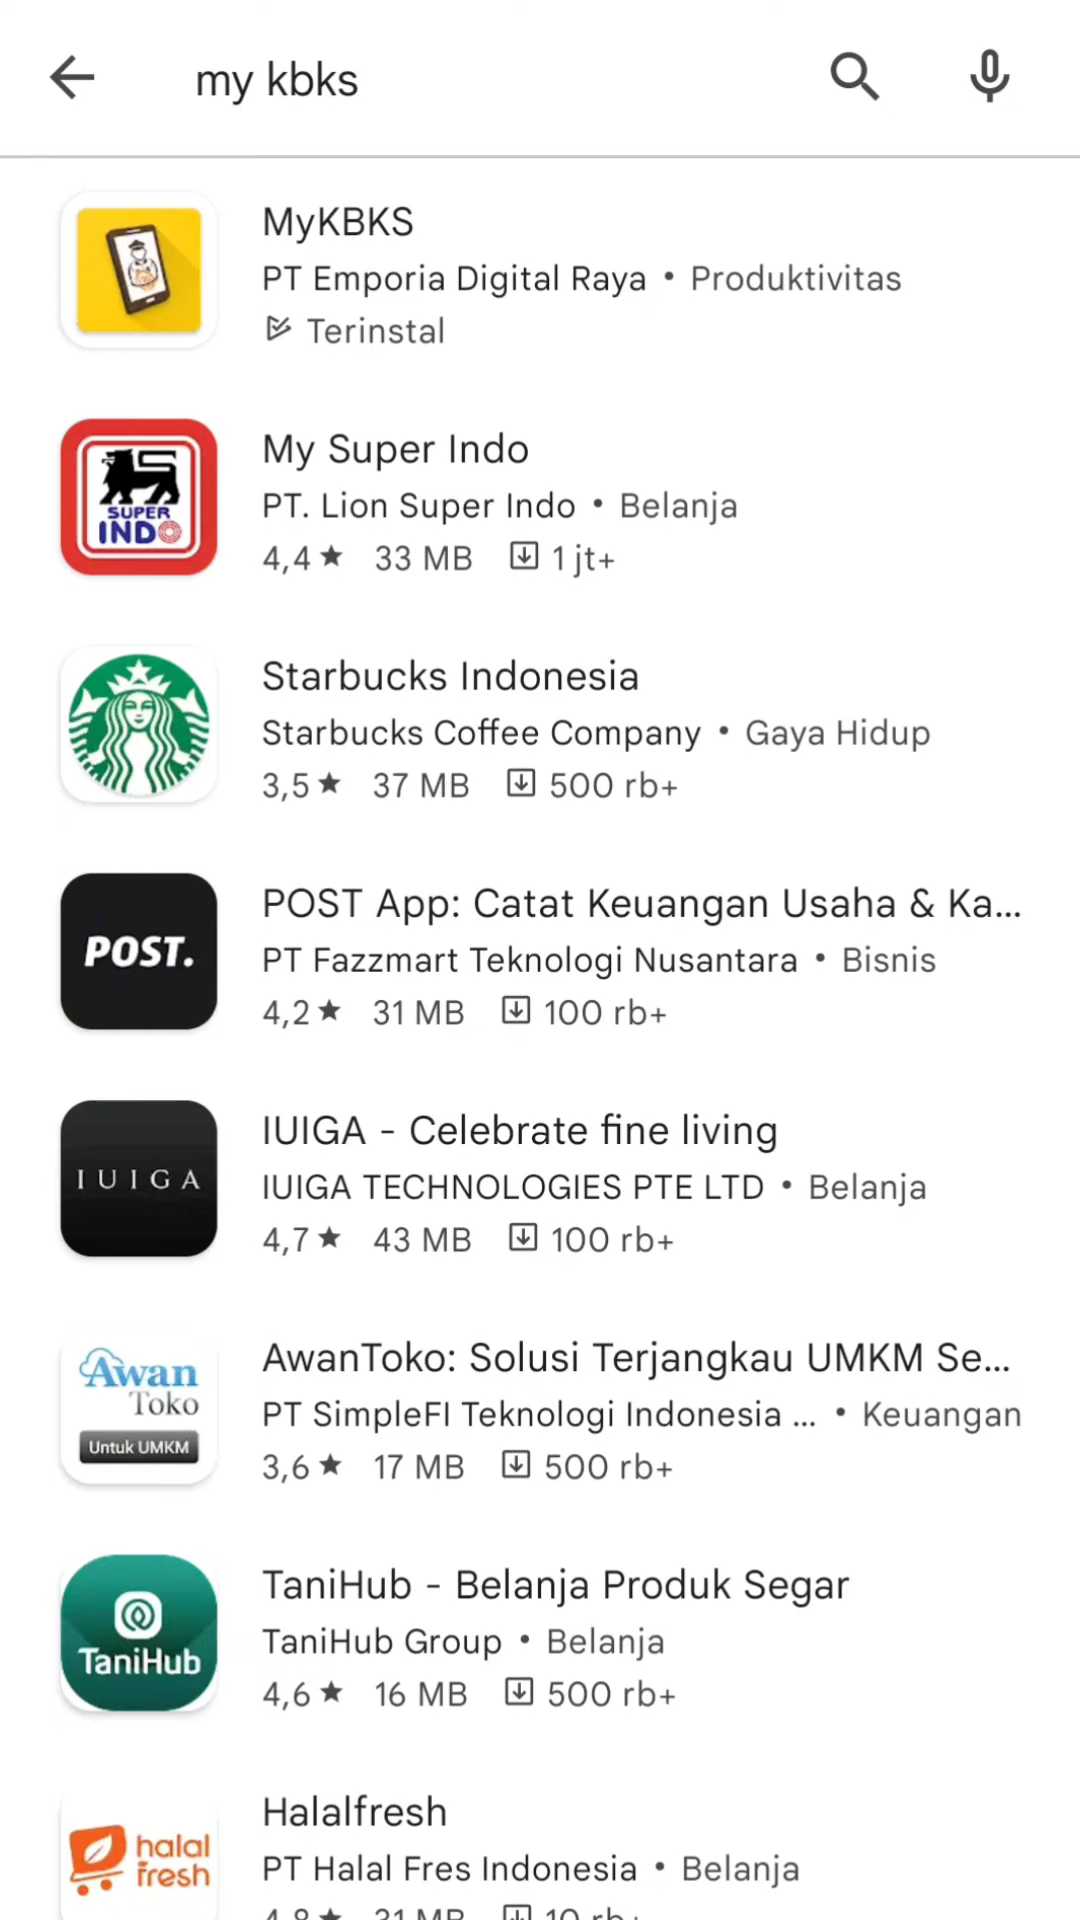 my kbks
MyKBKS
PT Emporia Digital Raya • Produktivitas
Terinstal
SUPER
INDO
My Super Indo
PT. Lion Super Indo • Belanja
4,4 ★ 33 MB 1 jt+
Starbucks Indonesia
Starbucks Coffee Company • Gaya Hidup
3,5 ★ 37 MB 500 rb+
POST.
POST App: Catat Keuangan Usaha & Ka...
PT Fazzmart Teknologi Nusantara • Bisnis
4,2 ★ 31 MB 100 rb+
IUIGA
IUIGA - Celebrate fine living
IUIGA TECHNOLOGIES PTE LTD • Belanja
4,7 ★ 43 MB 100 rb+
Awan
Toko
Untuk UMKM
AwanToko: Solusi Terjangkau UMKM Se...
PT SimpleFI Teknologi Indonesia ... • Keuangan
3,6 ★ 17 MB 500 rb+
TaniHub
TaniHub - Belanja Produk Segar
TaniHub Group • Belanja
4,6 ★ 16 MB 500 rb+
halal
fresh
Halalfresh
PT Halal Fres Indonesia • Belanja